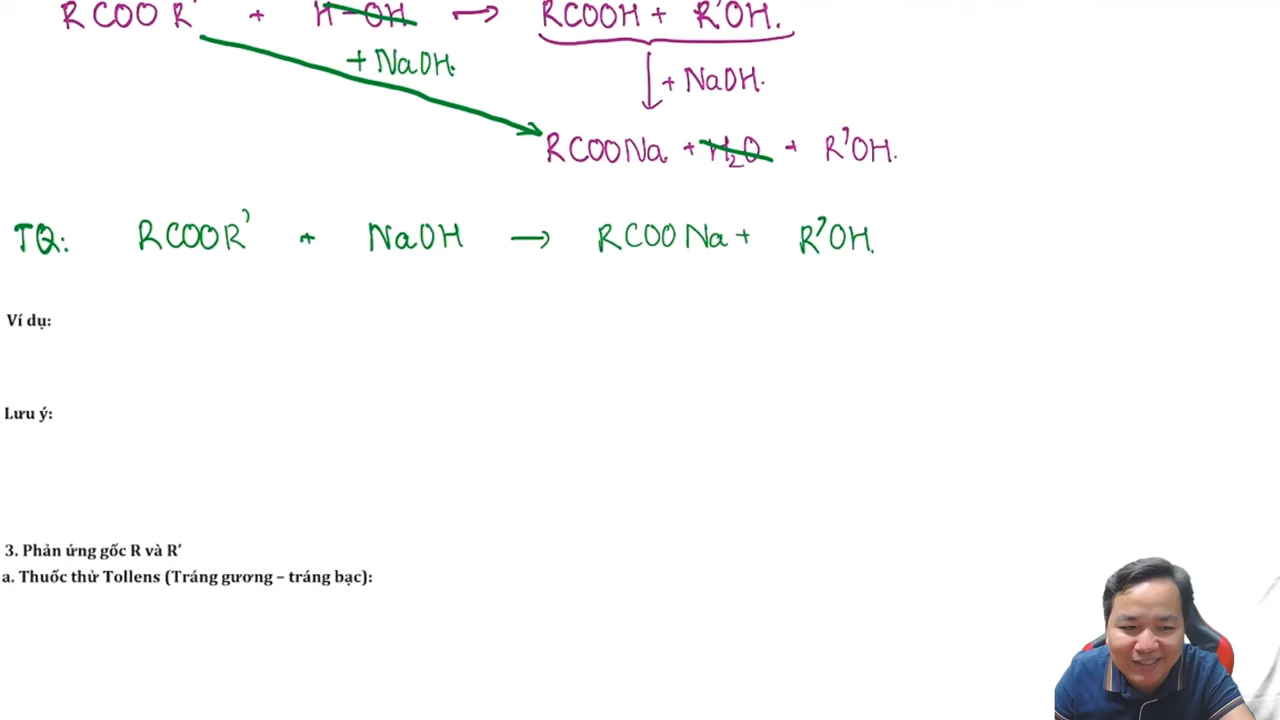 RCOOR' + H-OH → RCOOH + R'OH.
+ NaOH.
+ NaOH.
RCOONa + H₂O + R'OH.
TQ: RCOOR' + NaOH → RCOONa + R'OH.
Ví dụ:
Lưu ý:
3. Phản ứng gốc R và R'
a. Thuốc thử Tollens (Tráng gương – tráng bạc):